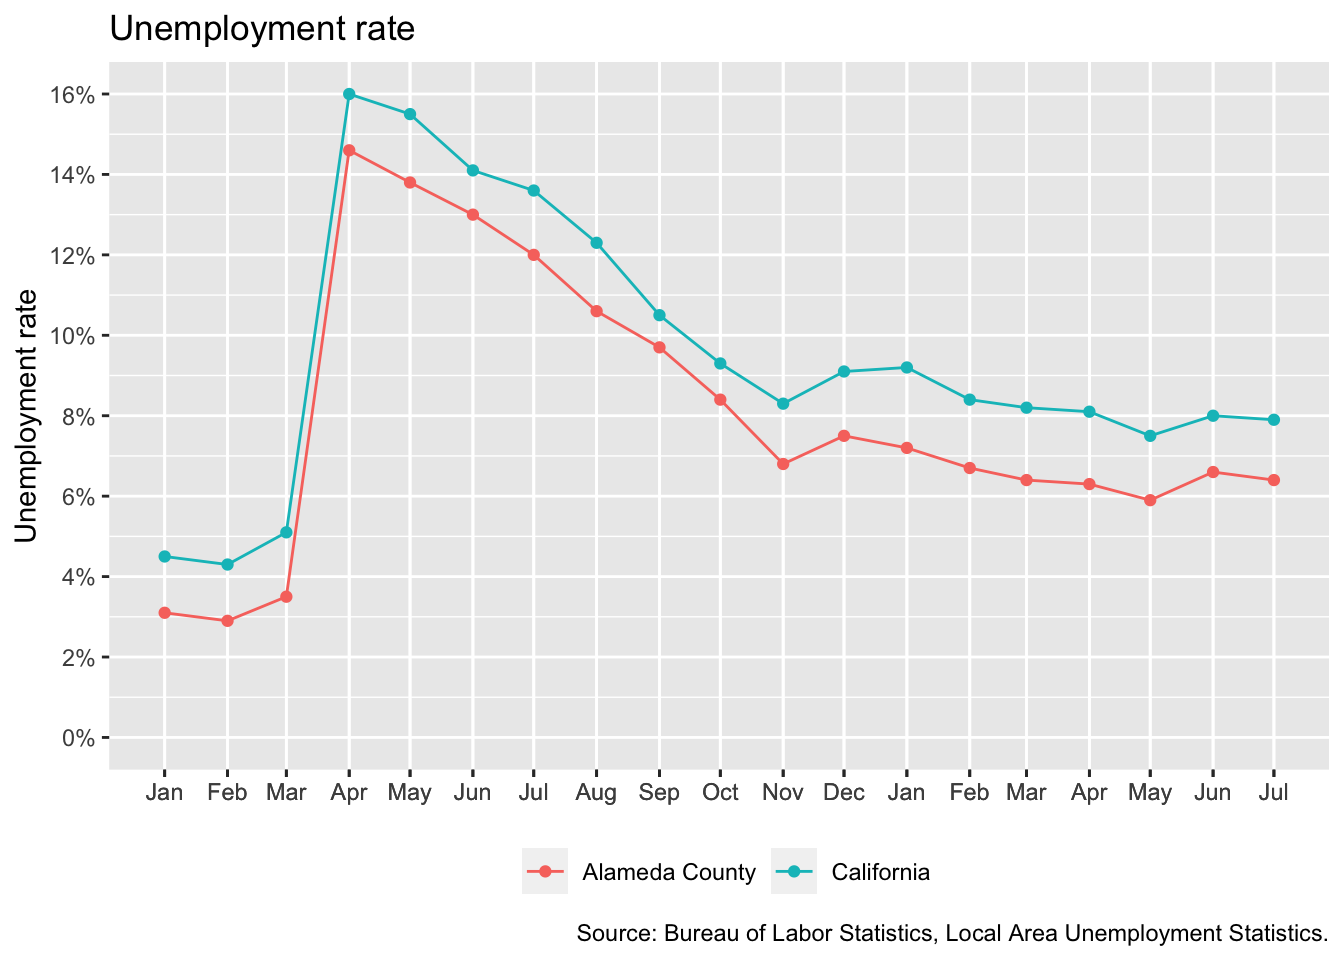 Unemployment rate
Unemployment rate
16%
14%
12%
10%
8%
6%
4%
2%
0%
Jan Feb Mar Apr May Jun Jul Aug Sep Oct Nov Dec Jan Feb Mar Apr May Jun Jul
Alameda County California
Source: Bureau of Labor Statistics, Local Area Unemployment Statistics.